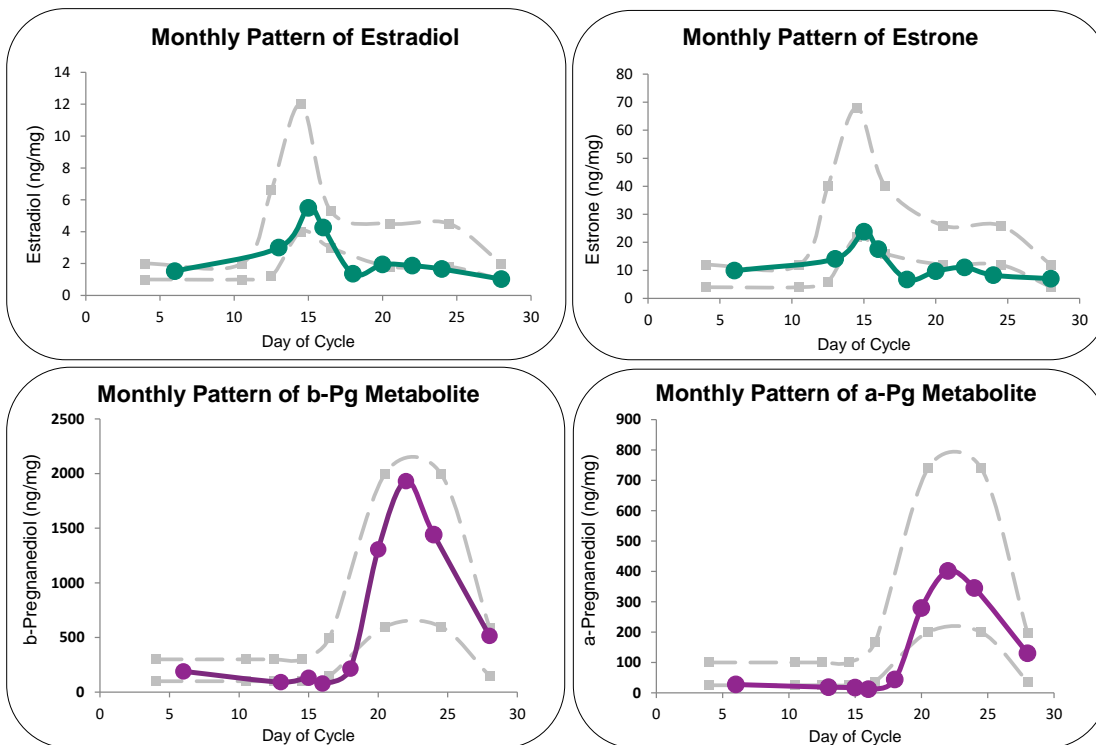 Monthly Pattern of Estradiol
14
12
10
8
6
4
2
0
Estradiol (ng/mg)
0 5 10 15 20 25 30
Day of Cycle
Monthly Pattern of Estrone
80
70
60
50
40
30
20
10
0
Estrone (ng/mg)
0 5 10 15 20 25 30
Day of Cycle
Monthly Pattern of b-Pg Metabolite
2500
2000
1500
1000
500
0
b-Pregnanediol (ng/mg)
0 5 10 15 20 25 30
Day of Cycle
Monthly Pattern of a-Pg Metabolite
900
800
700
600
500
400
300
200
100
0
a-Pregnanediol (ng/mg)
0 5 10 15 20 25 30
Day of Cycle